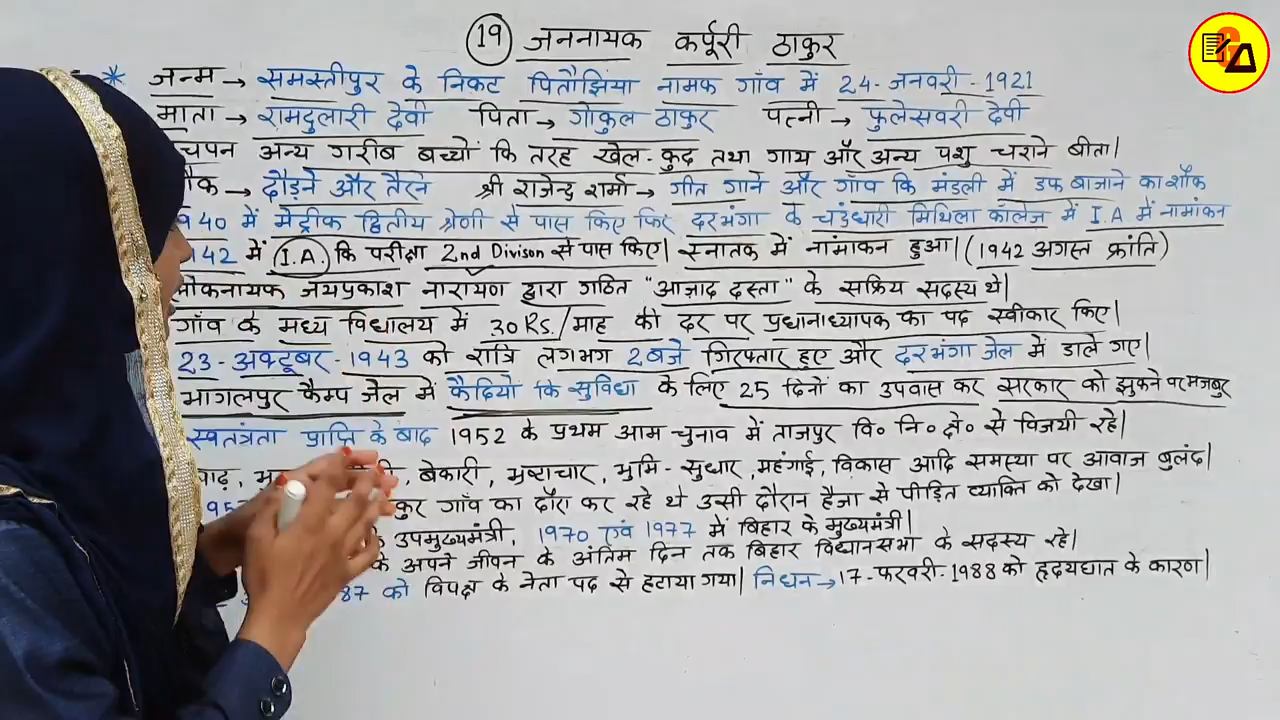 19 जननायक कर्पूरी ठाकुर
* जन्म → समस्तीपुर के निकट पितौझिया नामक गाँव में 24-जनवरी-1921
माता → रामदुलारी देवी पिता → गोकुल ठाकुर पत्नी → फुलेसवरी देवी
चपन अन्य गरीब बच्चों कि तरह खेल-कुद तथा गाय और अन्य पशु चराने बीता।
ौक → दौड़ने और तैरने श्री राजेन्द्र शर्मा → गीत गाने और गाँव कि मंडली में डफ बाजाने का शौक
940 में मेट्रीक द्वितीय श्रेणी से पास किए फिर दरभंगा के चंद्रधारी मिथिला कॉलेज में I.A में नामांकन
42 में I.A. कि परीक्षा 2nd Divison से पास किए। स्नातक में नामांकन हुआ। (1942 अगस्त क्रांति)
लोकनायक जयप्रकाश नारायण द्वारा गठित "आज़ाद दस्ता" के सक्रिय सदस्य थे।
गाँव के मध्य विद्यालय में 30 Rs./माह को दर पर प्रधानाध्यापक का पद स्वीकार किए।
23-अक्टूबर-1943 को रात्रि लगभग 2 बजे गिरफ्तार हुए और दरभंगा जेल में डाले गए।
भागलपुर कैम्प जेल में कैदियों कि सुविधा के लिए 25 दिनों का उपवास कर सरकार को झुकने पर मजबुर
स्वतंत्रता प्राप्ति के बाद 1952 के प्रथम आम चुनाव में ताजपुर वि० नि० क्षे० से विजयी रहे।
बाढ़, बेकारी, भ्रष्टाचार, भुमि-सुधार, महंगाई, विकास आदि समस्या पर आवाज बुलंद।
95 कुर गाँव का दौरा कर रहे थे उसी दौरान हैजा से पीड़ित व्यक्ति को देखा।
उपमुख्यमंत्री, 1970 एवं 1977 में बिहार के मुख्यमंत्री।
के अपने जीवन के अंतिम दिन तक बिहार विधानसभा के सदस्य रहे।
87 को विपक्ष के नेता पद से हटाया गया। निधन → 17-फरवरी-1988 को हृदयघात के कारण।